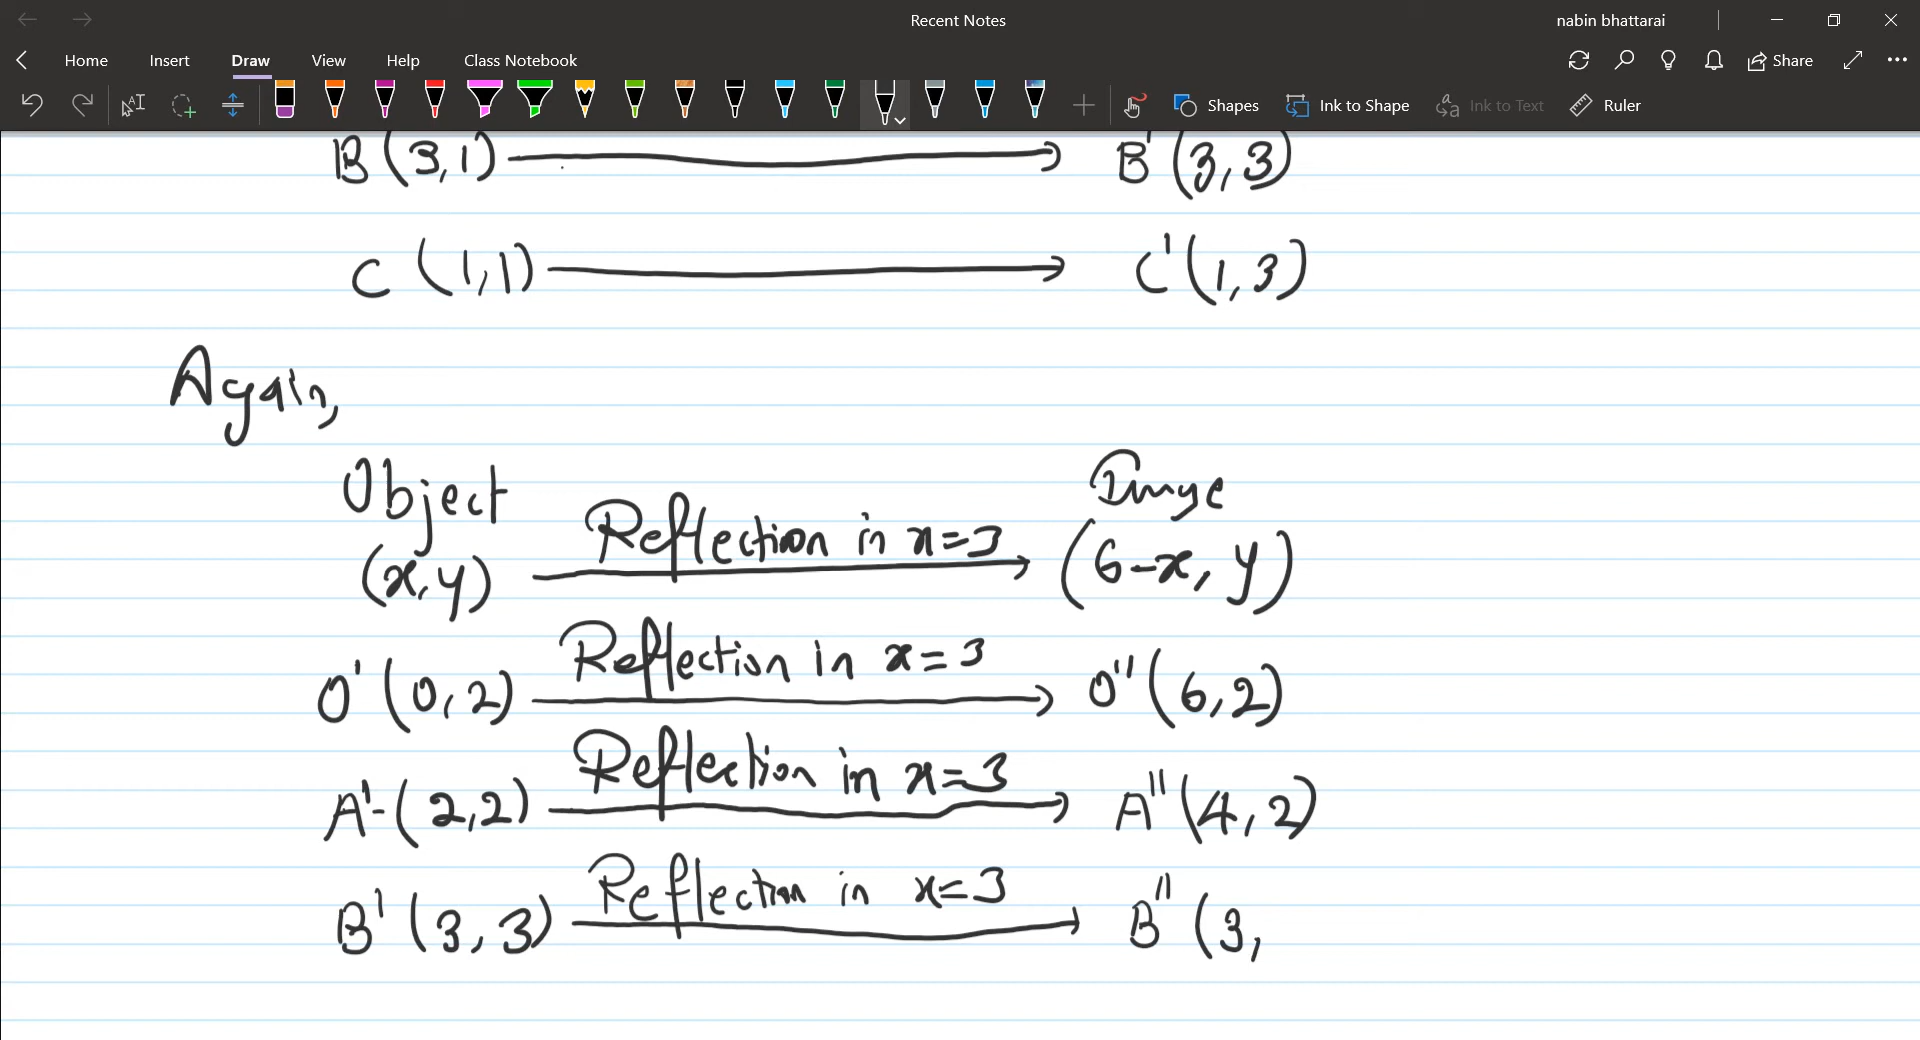 Recent Notes
nabin bhattarai
Home Insert Draw View Help Class Notebook
Share
Shapes Ink to Shape Ink to Text Ruler
B (3,1) → B' (3,3)
C (1,1) → C' (1,3)
Again,
Object Image
(x,y) Reflection in x=3 → (6-x, y)
O' (0,2) Reflection in x=3 → O'' (6,2)
A'-(2,2) Reflection in x=3 → A'' (4,2)
B' (3,3) Reflection in x=3 → B'' (3,